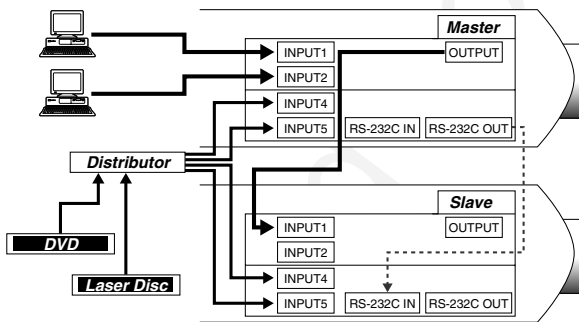 Master
INPUT1
OUTPUT
INPUT2
INPUT4
INPUT5
RS-232C IN
RS-232C OUT
Distributor
Slave
INPUT1
OUTPUT
INPUT2
DVD
INPUT4
Laser Disc
INPUT5
RS-232C IN
RS-232C OUT